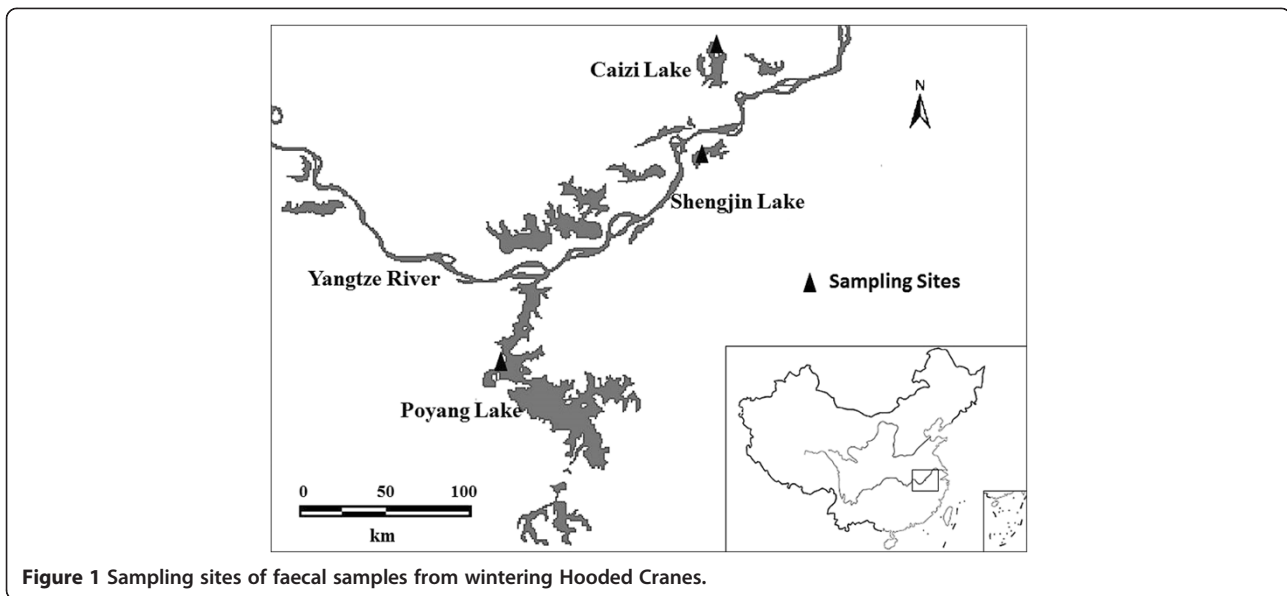 Caizi Lake
N
Shengjin Lake
Yangtze River
Sampling Sites
Poyang Lake
0 50 100
km
Figure 1 Sampling sites of faecal samples from wintering Hooded Cranes.